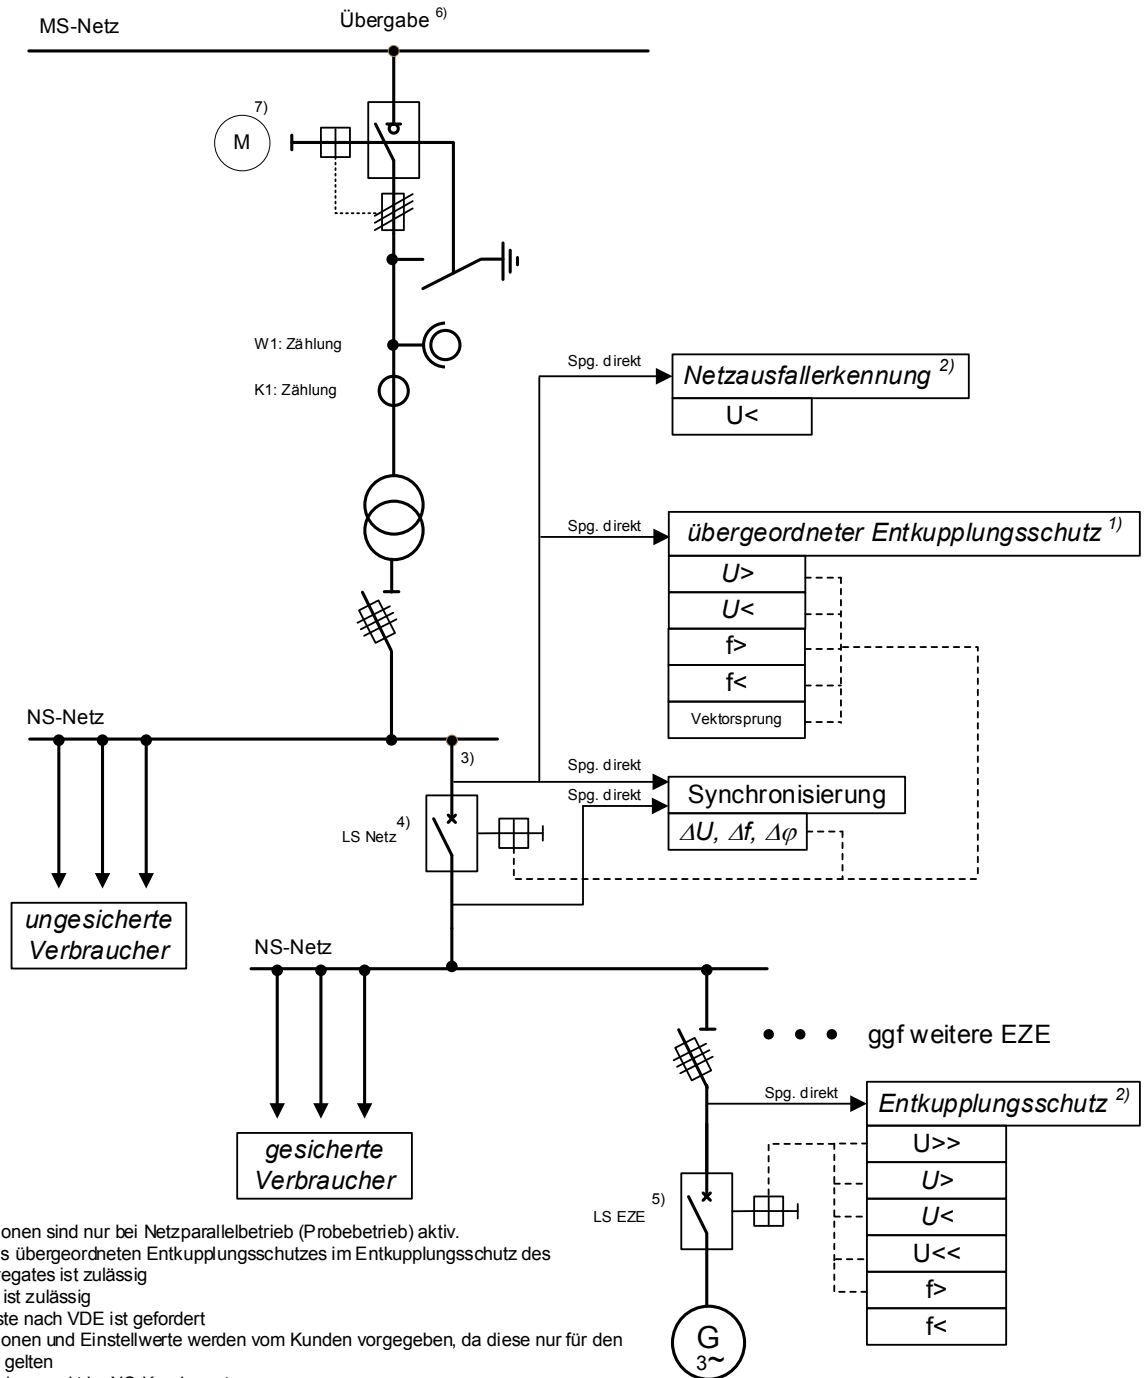 MS-Netz
Übergabe 6)
7)
M
W1: Zählung
K1: Zählung
Spg. direkt
Netzausfallerkennung 2)
U<
Spg. direkt
übergeordneter Entkupplungsschutz 1)
U>
U<
f>
f<
Vektorsprung
NS-Netz
3)
Spg. direkt
Spg. direkt
Synchronisierung
ΔU, Δf, Δφ
LS Netz 4)
ungesicherte
Verbraucher
NS-Netz
gesicherte
Verbraucher
ggf weitere EZE
Spg. direkt
Entkupplungsschutz 2)
U>>
U>
U<
U<<
f>
f<
LS EZE 5)
G
3~
onen sind nur bei Netzparallelbetrieb (Probebetrieb) aktiv.
s übergeordneten Entkupplungsschutzes im Entkupplungsschutz des
regates ist zulässig
ist zulässig
ste nach VDE ist gefordert
onen und Einstellwerte werden vom Kunden vorgegeben, da diese nur für den
gelten